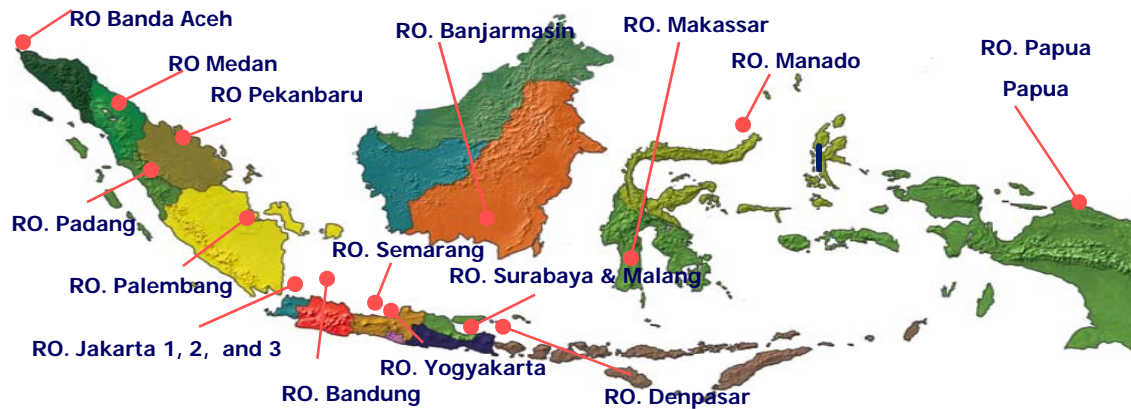 RO Banda Aceh
RO. Makassar
RO. Banjarmasin
RO. Papua
RO Medan
RO. Manado
Papua
RO Pekanbaru
RO. Padang
RO. Semarang
RO. Surabaya & Malang
RO. Palembang
RO. Jakarta 1, 2, and 3
RO. Yogyakarta
RO. Bandung
RO. Denpasar